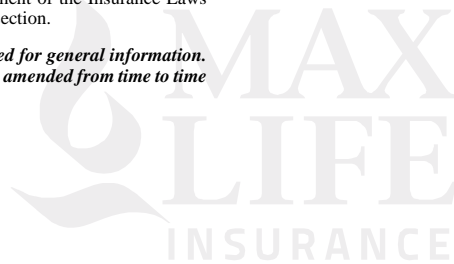 ment of the Insurance Laws
ection.
ed for general information.
amended from time to time
MAX
LIFE
INSURANCE